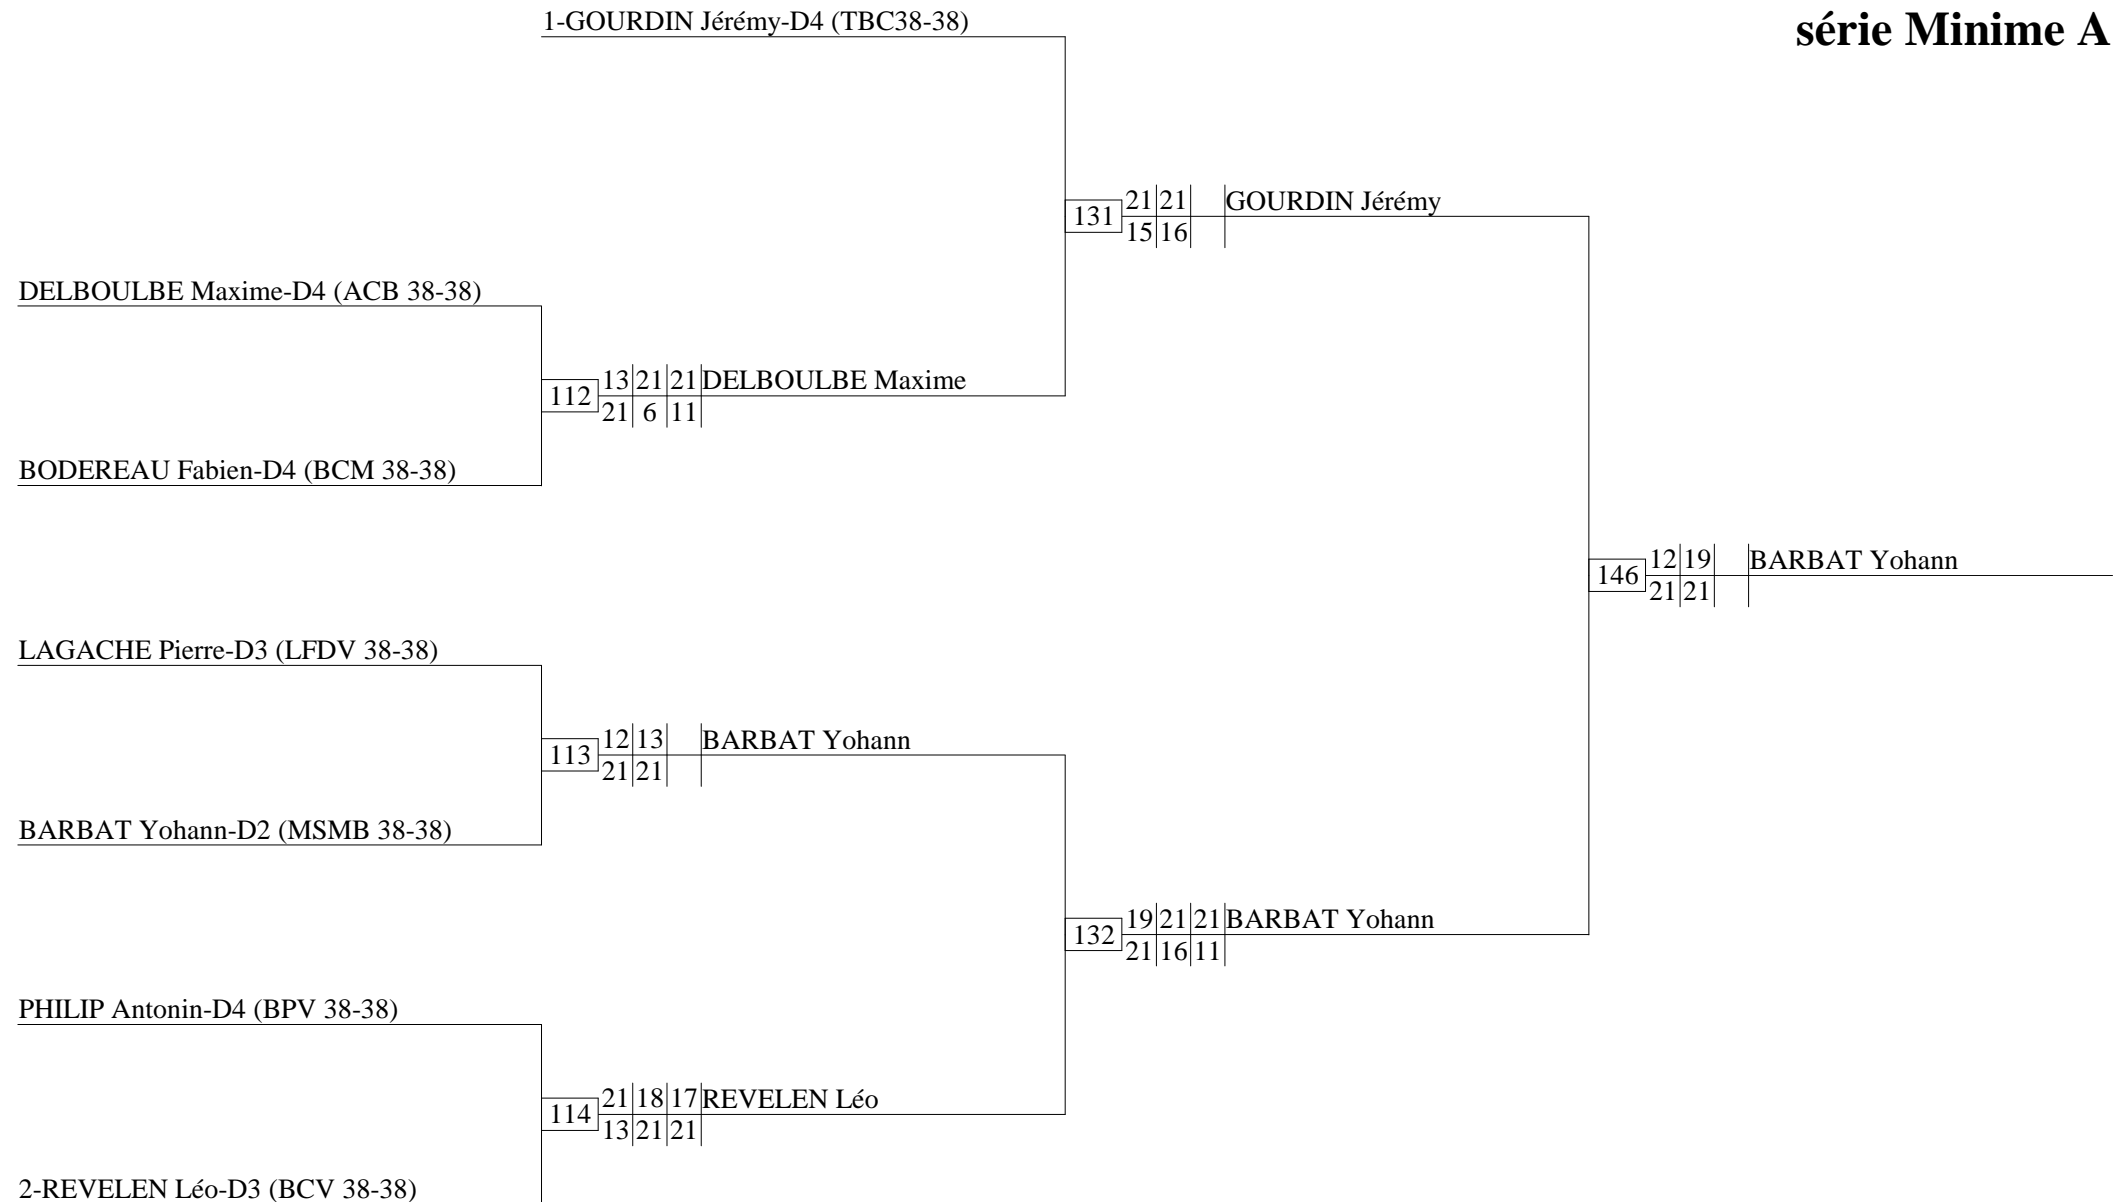 1-GOURDIN Jérémy-D4 (TBC38-38)
série Minime A
21 21 GOURDIN Jérémy
131
15 16
DELBOULBE Maxime-D4 (ACB 38-38)
13 21 21 DELBOULBE Maxime
112
21 6 11
BODEREAU Fabien-D4 (BCM 38-38)
12 19 BARBAT Yohann
146
21 21
LAGACHE Pierre-D3 (LFDV 38-38)
12 13 BARBAT Yohann
113
21 21
BARBAT Yohann-D2 (MSMB 38-38)
19 21 21 BARBAT Yohann
132
21 16 11
PHILIP Antonin-D4 (BPV 38-38)
21 18 17 REVELEN Léo
114
13 21 21
2-REVELEN Léo-D3 (BCV 38-38)